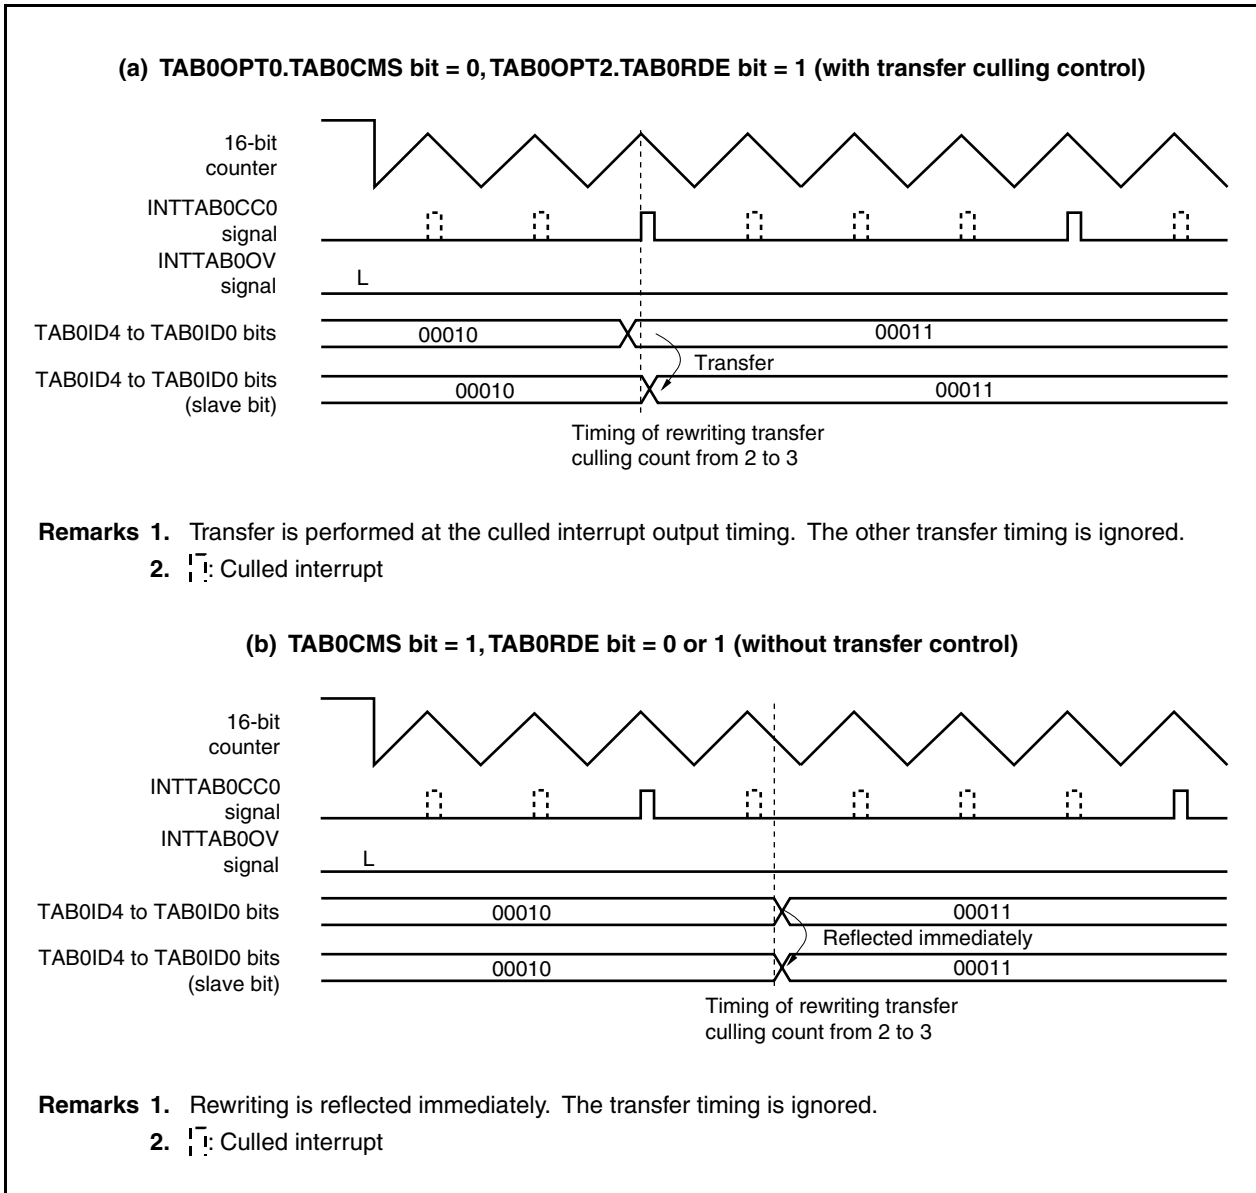 (a) TAB0OPT0.TAB0CMS bit = 0, TAB0OPT2.TAB0RDE bit = 1 (with transfer culling control)
16-bit
counter
INTTAB0CC0
signal
INTTAB0OV
signal
L
TAB0ID4 to TAB0ID0 bits
00010
00011
Transfer
TAB0ID4 to TAB0ID0 bits
(slave bit)
00010
00011
Timing of rewriting transfer
culling count from 2 to 3
Remarks 1. Transfer is performed at the culled interrupt output timing. The other transfer timing is ignored.
2. : Culled interrupt
(b) TAB0CMS bit = 1, TAB0RDE bit = 0 or 1 (without transfer control)
16-bit
counter
INTTAB0CC0
signal
INTTAB0OV
signal
L
TAB0ID4 to TAB0ID0 bits
00010
00011
Reflected immediately
TAB0ID4 to TAB0ID0 bits
(slave bit)
00010
00011
Timing of rewriting transfer
culling count from 2 to 3
Remarks 1. Rewriting is reflected immediately. The transfer timing is ignored.
2. : Culled interrupt